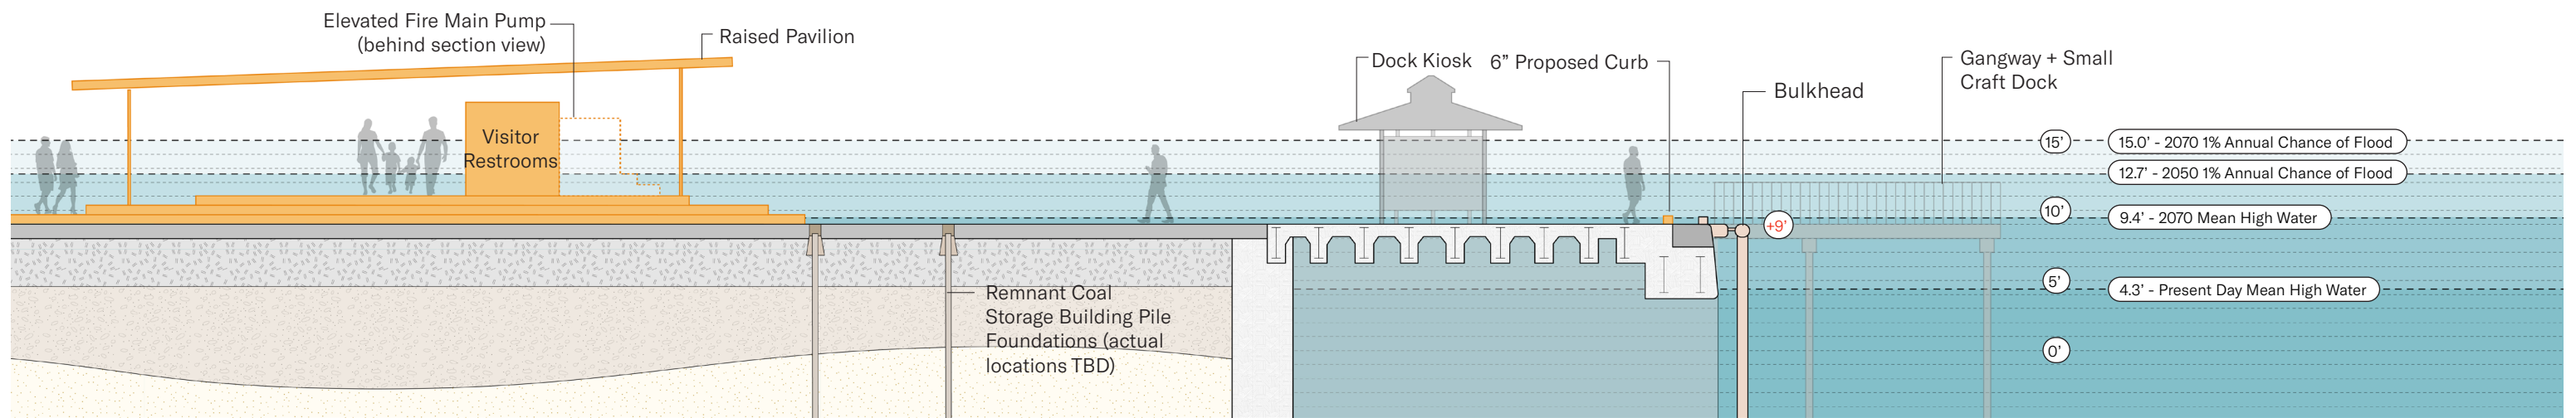 Elevated Fire Main Pump
(behind section view)
Raised Pavilion
Visitor
Restrooms
Dock Kiosk
6” Proposed Curb
Bulkhead
Gangway + Small
Craft Dock
Remnant Coal
Storage Building Pile
Foundations (actual
locations TBD)
+9’
15’
10’
5’
0’
15.0’ - 2070 1% Annual Chance of Flood
12.7’ - 2050 1% Annual Chance of Flood
9.4’ - 2070 Mean High Water
4.3’ - Present Day Mean High Water